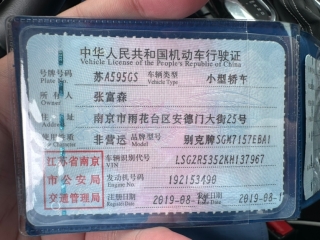 中华人民共和国机动车行驶证
Vehicle License of the People's Republic of China
号牌号码 苏A595GS 车辆类型 小型轿车
Plate No. Vehicle Type
所有人 张富森
Owner
住址 南京市雨花台区安德门大街25号
Address
使用性质 非营运 品牌型号 别克牌SGM7157EBA1
江苏省南京
市公安局
交通管理局
车辆识别代号 LSGZR5352KH137967
VIN
发动机号码 192153490
Engine No.
注册日期 2019-08-13 发证日期 2019-08-1
Register Date Issue Date